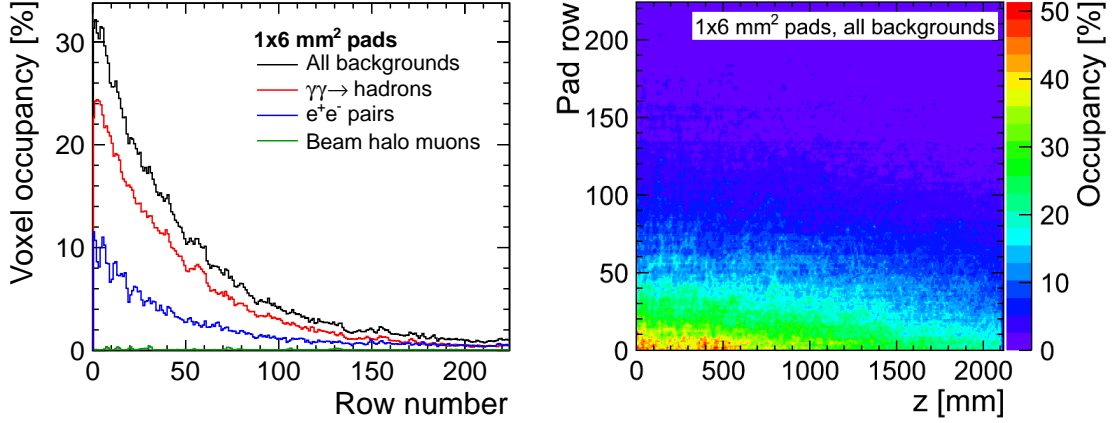 Voxel occupancy [%]
30
20
10
0
1x6 mm² pads
All backgrounds
γγ→ hadrons
e⁺e⁻ pairs
Beam halo muons
0 50 100 150 200
Row number
Pad row
200
150
100
50
0
1x6 mm² pads, all backgrounds
0 500 1000 1500 2000
z [mm]
50
40
30
20
10
0
Occupancy [%]